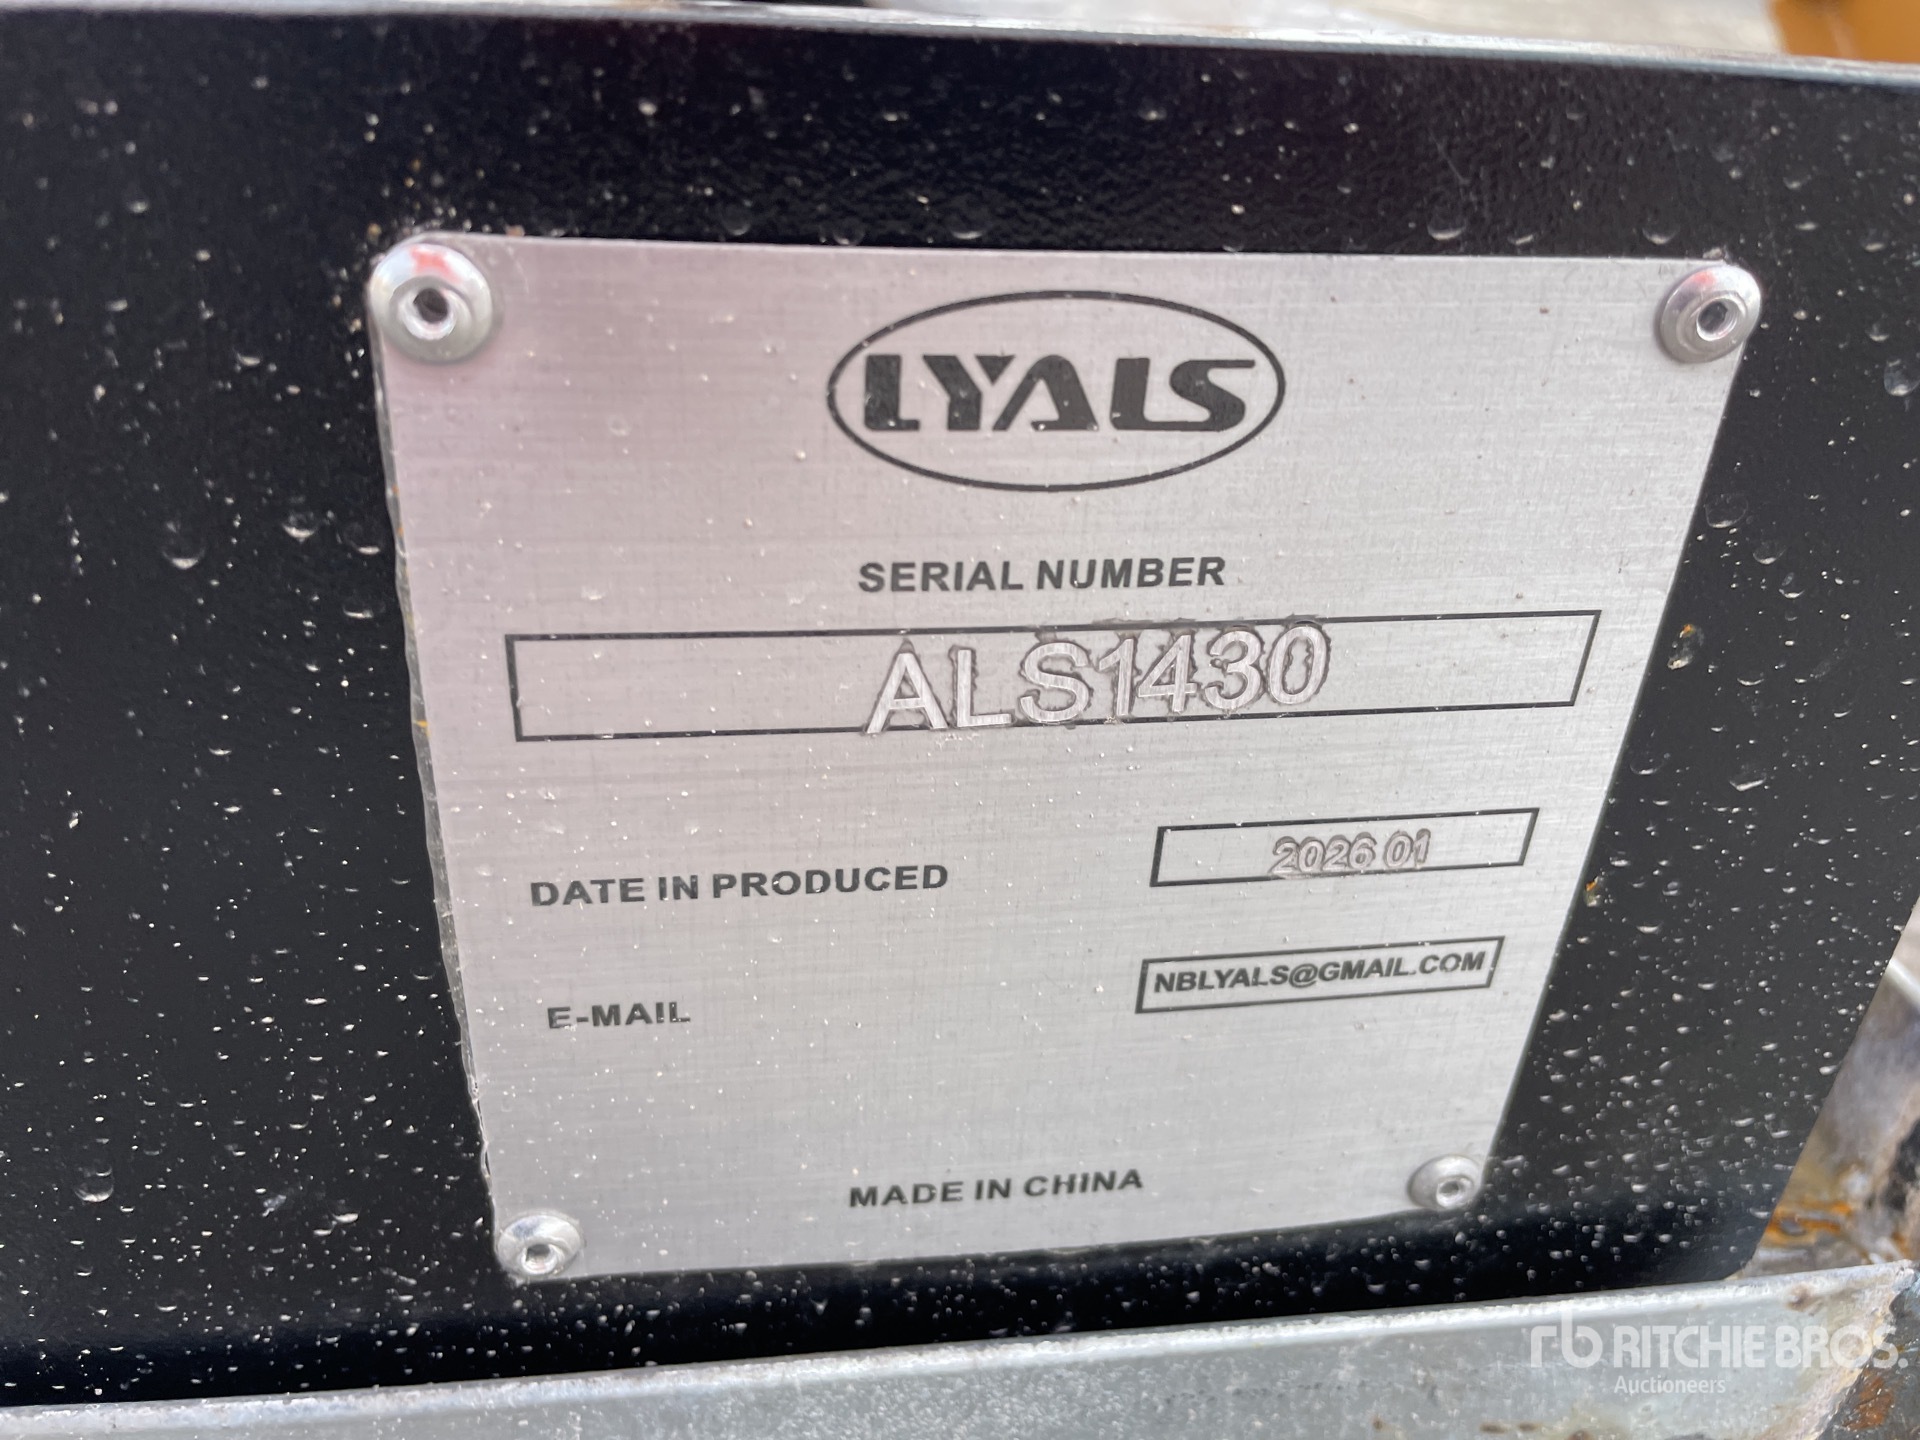 LYALS
SERIAL NUMBER
ALS1430
DATE IN PRODUCED
2026 01
E-MAIL
NBLYALS@GMAIL.COM
MADE IN CHINA
rb RITCHIE BROS.
Auctioneers